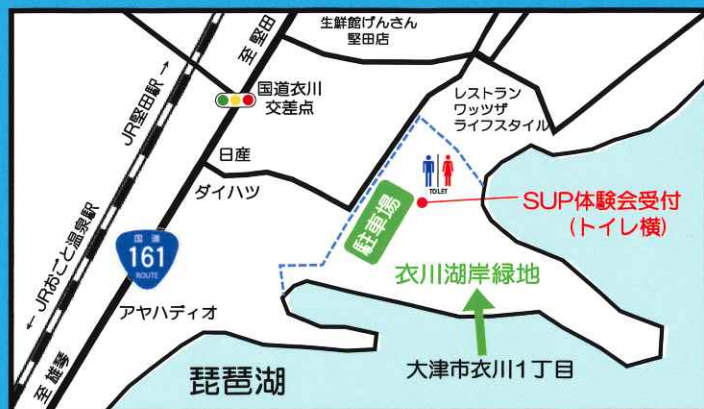 生鮮館げんさん
堅田店
至 堅田
JR堅田駅→
国道衣川
交差点
レストラン
ワッツザ
ライフスタイル
日産
ダイハツ
TOILET
駐車場
SUP体験会受付
(トイレ横)
国道
161
ROUTE
←JRおごと温泉駅
衣川湖岸緑地
アヤハディオ
至 雄琴
琵琶湖
大津市衣川1丁目